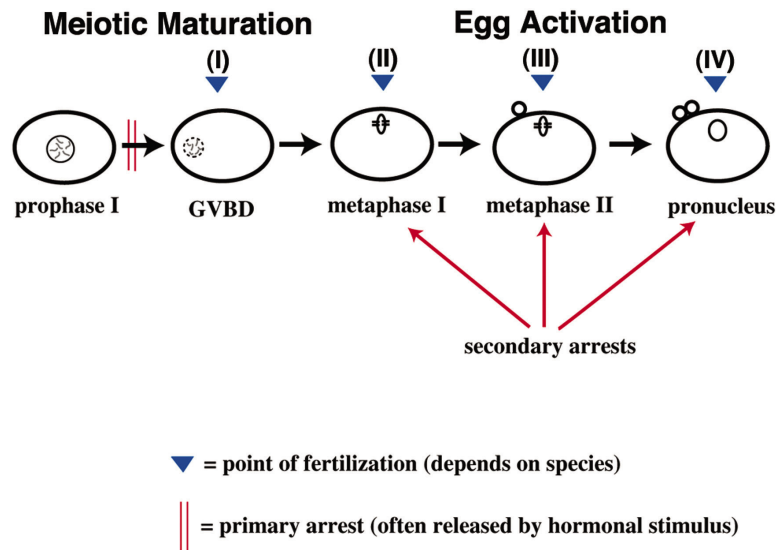 Meiotic Maturation
Egg Activation
(I)
(II)
(III)
(IV)
prophase I
GVBD
metaphase I
metaphase II
pronucleus
secondary arrests
= point of fertilization (depends on species)
= primary arrest (often released by hormonal stimulus)